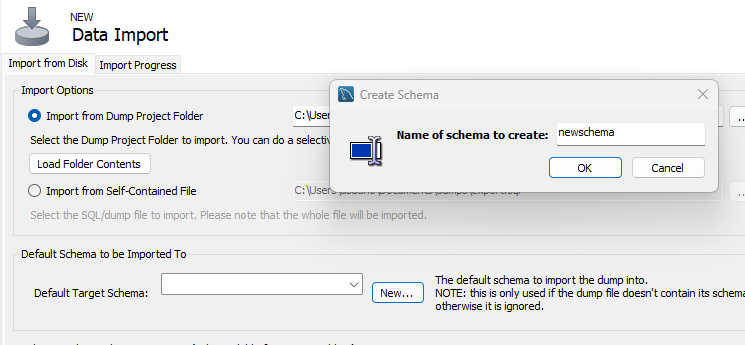 NEW
Data Import
Import from Disk
Import Progress
Import Options
Create Schema
Import from Dump Project Folder
C:\Users
...
Name of schema to create:
newschema
Select the Dump Project Folder to import. You can do a selectiv
Load Folder Contents
OK
Cancel
Import from Self-Contained File
Select the SQL/dump file to import. Please note that the whole file will be imported.
Default Schema to be Imported To
Default Target Schema:
New...
The default schema to import the dump into.
NOTE: this is only used if the dump file doesn't contain its schema
otherwise it is ignored.